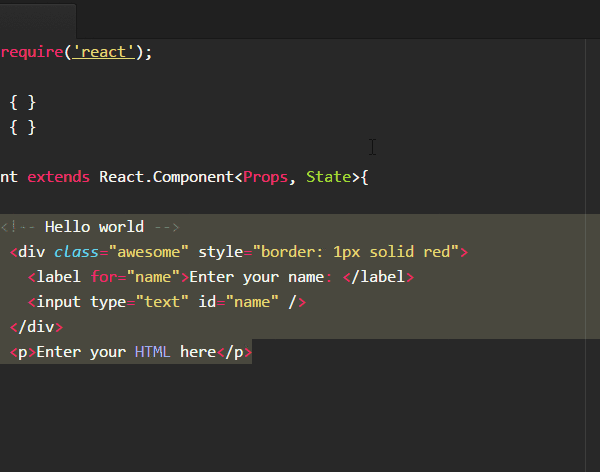 require('react');
{ }
{ }
nt extends React.Component<Props, State>{
<!-- Hello world -->
<div class="awesome" style="border: 1px solid red">
<label for="name">Enter your name: </label>
<input type="text" id="name" />
</div>
<p>Enter your HTML here</p>